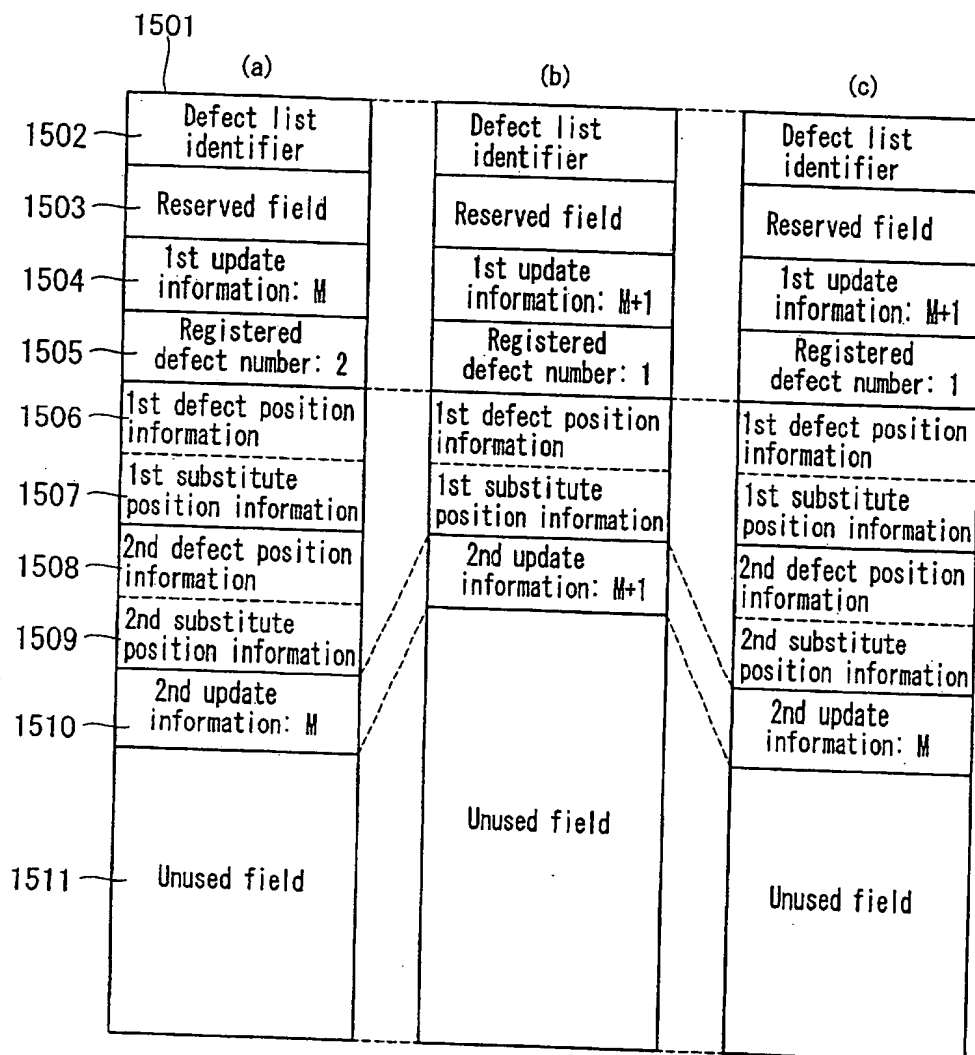 1501
(a)
(b)
(c)
1502
Defect list
identifier
Defect list
identifier
Defect list
identifier
1503
Reserved field
Reserved field
Reserved field
1504
1st update
information: M
1st update
information: M+1
1st update
information: M+1
1505
Registered
defect number: 2
Registered
defect number: 1
Registered
defect number: 1
1506
1st defect position
information
1st defect position
information
1st defect position
information
1507
1st substitute
position information
1st substitute
position information
1st substitute
position information
1508
2nd defect position
information
2nd update
information: M+1
2nd defect position
information
1509
2nd substitute
position information
2nd substitute
position information
1510
2nd update
information: M
2nd update
information: M
1511
Unused field
Unused field
Unused field